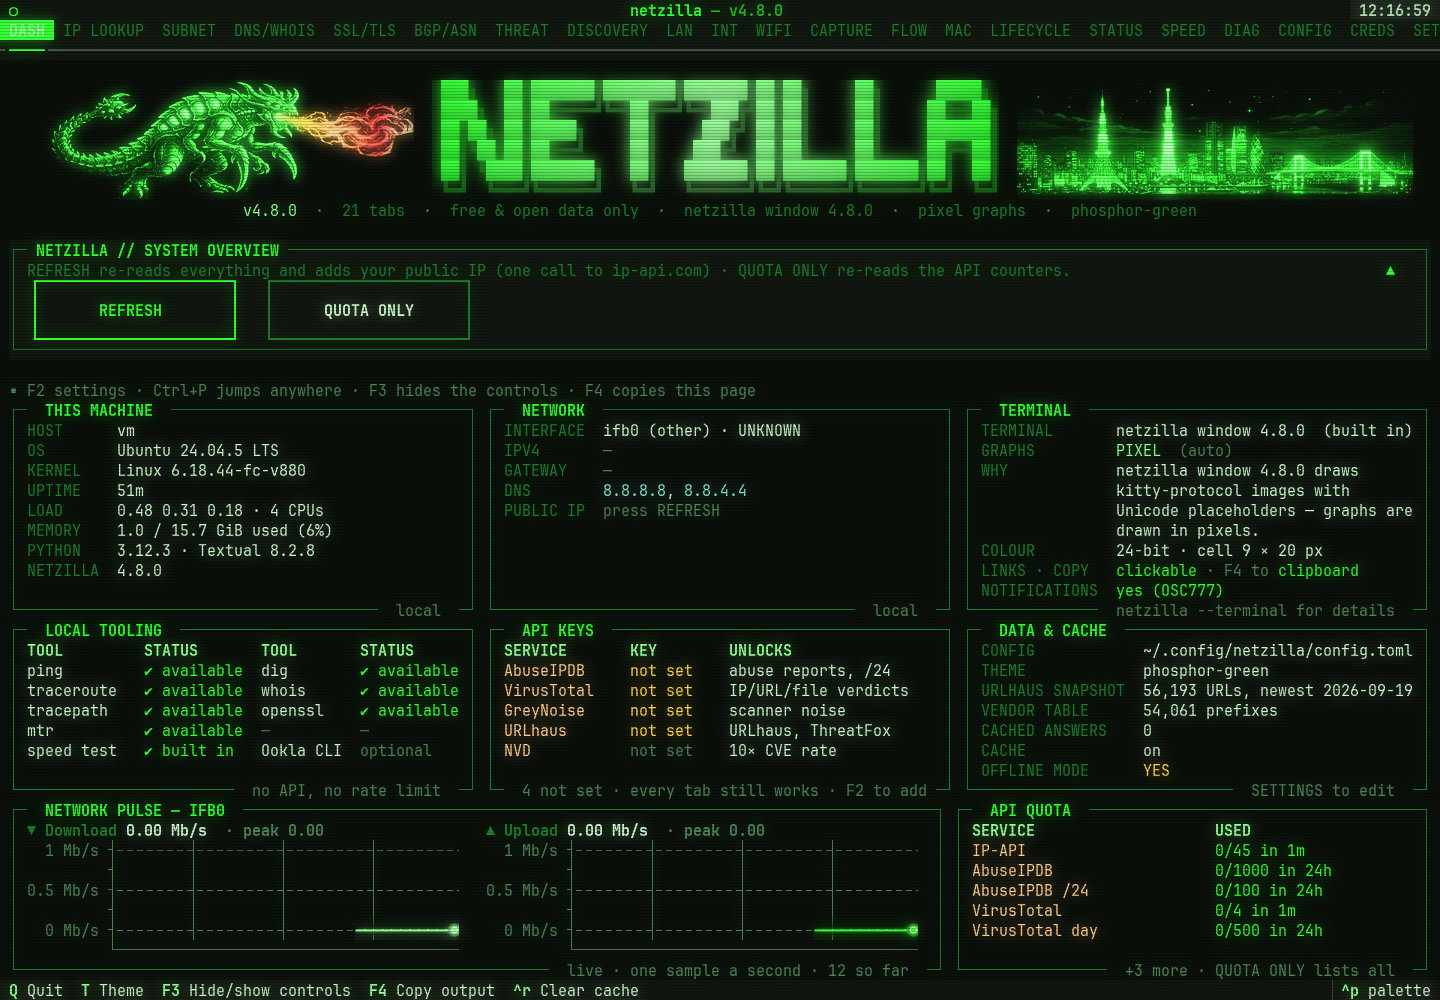 netzilla — v4.8.0
12:16:59
DASH IP LOOKUP SUBNET DNS/WHOIS SSL/TLS BGP/ASN THREAT DISCOVERY LAN INT WIFI CAPTURE FLOW MAC LIFECYCLE STATUS SPEED DIAG CONFIG CREDS SET
NETZILLA
v4.8.0 · 21 tabs · free & open data only · netzilla window 4.8.0 · pixel graphs · phosphor-green
NETZILLA // SYSTEM OVERVIEW
REFRESH re-reads everything and adds your public IP (one call to ip-api.com) · QUOTA ONLY re-reads the API counters. ▲
REFRESH QUOTA ONLY
▪ F2 settings · Ctrl+P jumps anywhere · F3 hides the controls · F4 copies this page
THIS MACHINE
HOST vm
OS Ubuntu 24.04.5 LTS
KERNEL Linux 6.18.44-fc-v880
UPTIME 51m
LOAD 0.48 0.31 0.18 · 4 CPUs
MEMORY 1.0 / 15.7 GiB used (6%)
PYTHON 3.12.3 · Textual 8.2.8
NETZILLA 4.8.0
local
NETWORK
INTERFACE ifb0 (other) · UNKNOWN
IPV4 —
GATEWAY —
DNS 8.8.8.8, 8.8.4.4
PUBLIC IP press REFRESH
local
TERMINAL
TERMINAL netzilla window 4.8.0 (built in)
GRAPHS PIXEL (auto)
WHY netzilla window 4.8.0 draws
kitty-protocol images with
Unicode placeholders — graphs are
drawn in pixels.
COLOUR 24-bit · cell 9 × 20 px
LINKS · COPY clickable · F4 to clipboard
NOTIFICATIONS yes (OSC777)
netzilla --terminal for details
LOCAL TOOLING
TOOL STATUS TOOL STATUS
ping ✔ available dig ✔ available
traceroute ✔ available whois ✔ available
tracepath ✔ available openssl ✔ available
mtr ✔ available — —
speed test ✔ built in Ookla CLI optional
no API, no rate limit
API KEYS
SERVICE KEY UNLOCKS
AbuseIPDB not set abuse reports, /24
VirusTotal not set IP/URL/file verdicts
GreyNoise not set scanner noise
URLhaus not set URLhaus, ThreatFox
NVD not set 10× CVE rate
4 not set · every tab still works · F2 to add
DATA & CACHE
CONFIG ~/.config/netzilla/config.toml
THEME phosphor-green
URLHAUS SNAPSHOT 56,193 URLs, newest 2026-09-19
VENDOR TABLE 54,061 prefixes
CACHED ANSWERS 0
CACHE on
OFFLINE MODE YES
SETTINGS to edit
NETWORK PULSE — IFB0
▼ Download 0.00 Mb/s · peak 0.00
1 Mb/s
0.5 Mb/s
0 Mb/s
▲ Upload 0.00 Mb/s · peak 0.00
1 Mb/s
0.5 Mb/s
0 Mb/s
live · one sample a second · 12 so far
API QUOTA
SERVICE USED
IP-API 0/45 in 1m
AbuseIPDB 0/1000 in 24h
AbuseIPDB /24 0/100 in 24h
VirusTotal 0/4 in 1m
VirusTotal day 0/500 in 24h
+3 more · QUOTA ONLY lists all
Q Quit T Theme F3 Hide/show controls F4 Copy output ^r Clear cache ^p palette